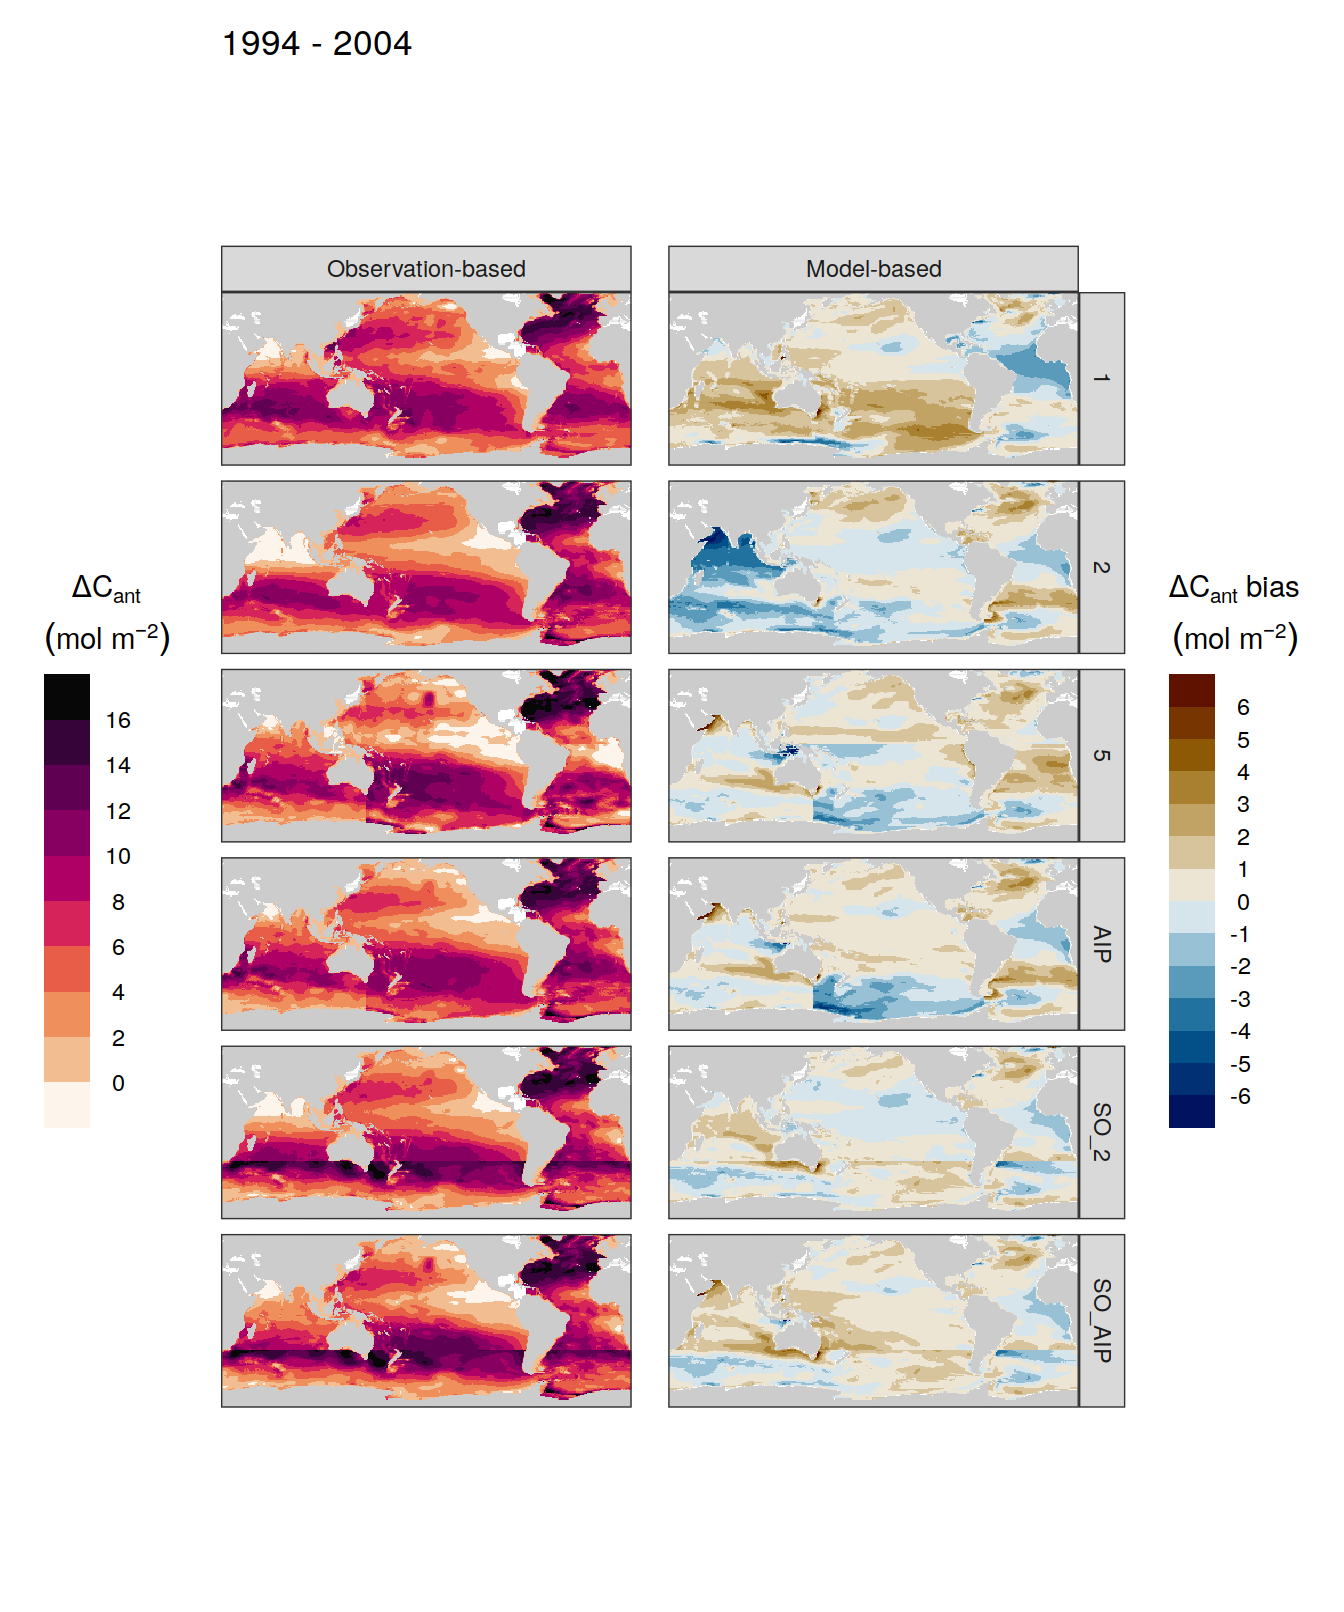 1994 - 2004
Observation-based
Model-based
1
2
5
AIP
SO_2
SO_AIP
ΔCant
(mol m−2)
16
14
12
10
8
6
4
2
0
ΔCant bias
(mol m−2)
6
5
4
3
2
1
0
-1
-2
-3
-4
-5
-6